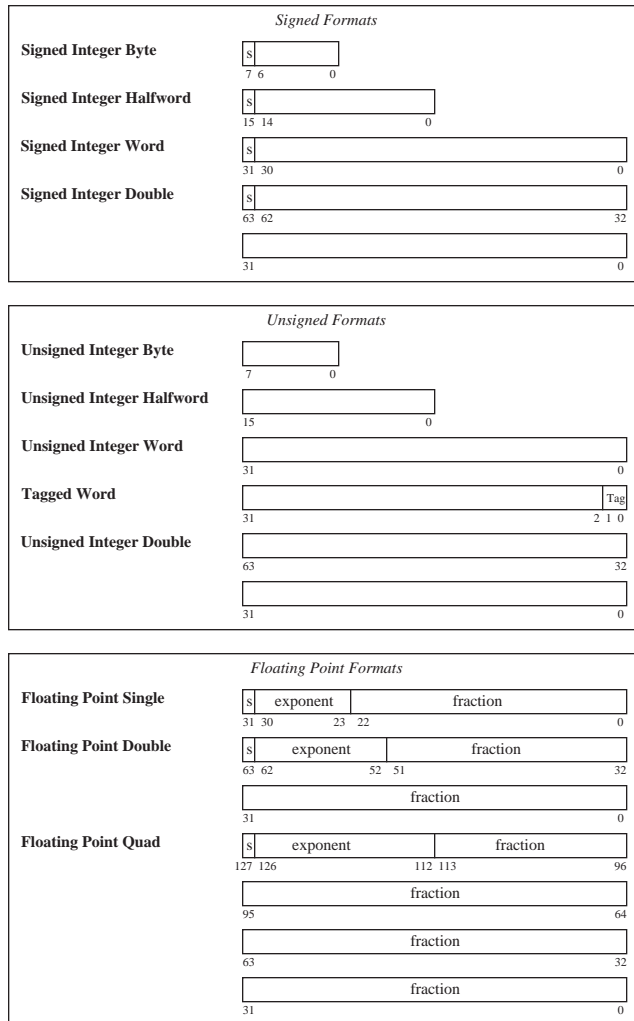 Signed Formats
Signed Integer Byte
s
7 6 0
Signed Integer Halfword
s
15 14 0
Signed Integer Word
s
31 30 0
Signed Integer Double
s
63 62 32
31 0
Unsigned Formats
Unsigned Integer Byte
7 0
Unsigned Integer Halfword
15 0
Unsigned Integer Word
31 0
Tagged Word
Tag
31 2 1 0
Unsigned Integer Double
63 32
31 0
Floating Point Formats
Floating Point Single
s exponent fraction
31 30 23 22 0
Floating Point Double
s exponent fraction
63 62 52 51 32
fraction
31 0
Floating Point Quad
s exponent fraction
127 126 112 113 96
fraction
95 64
fraction
63 32
fraction
31 0